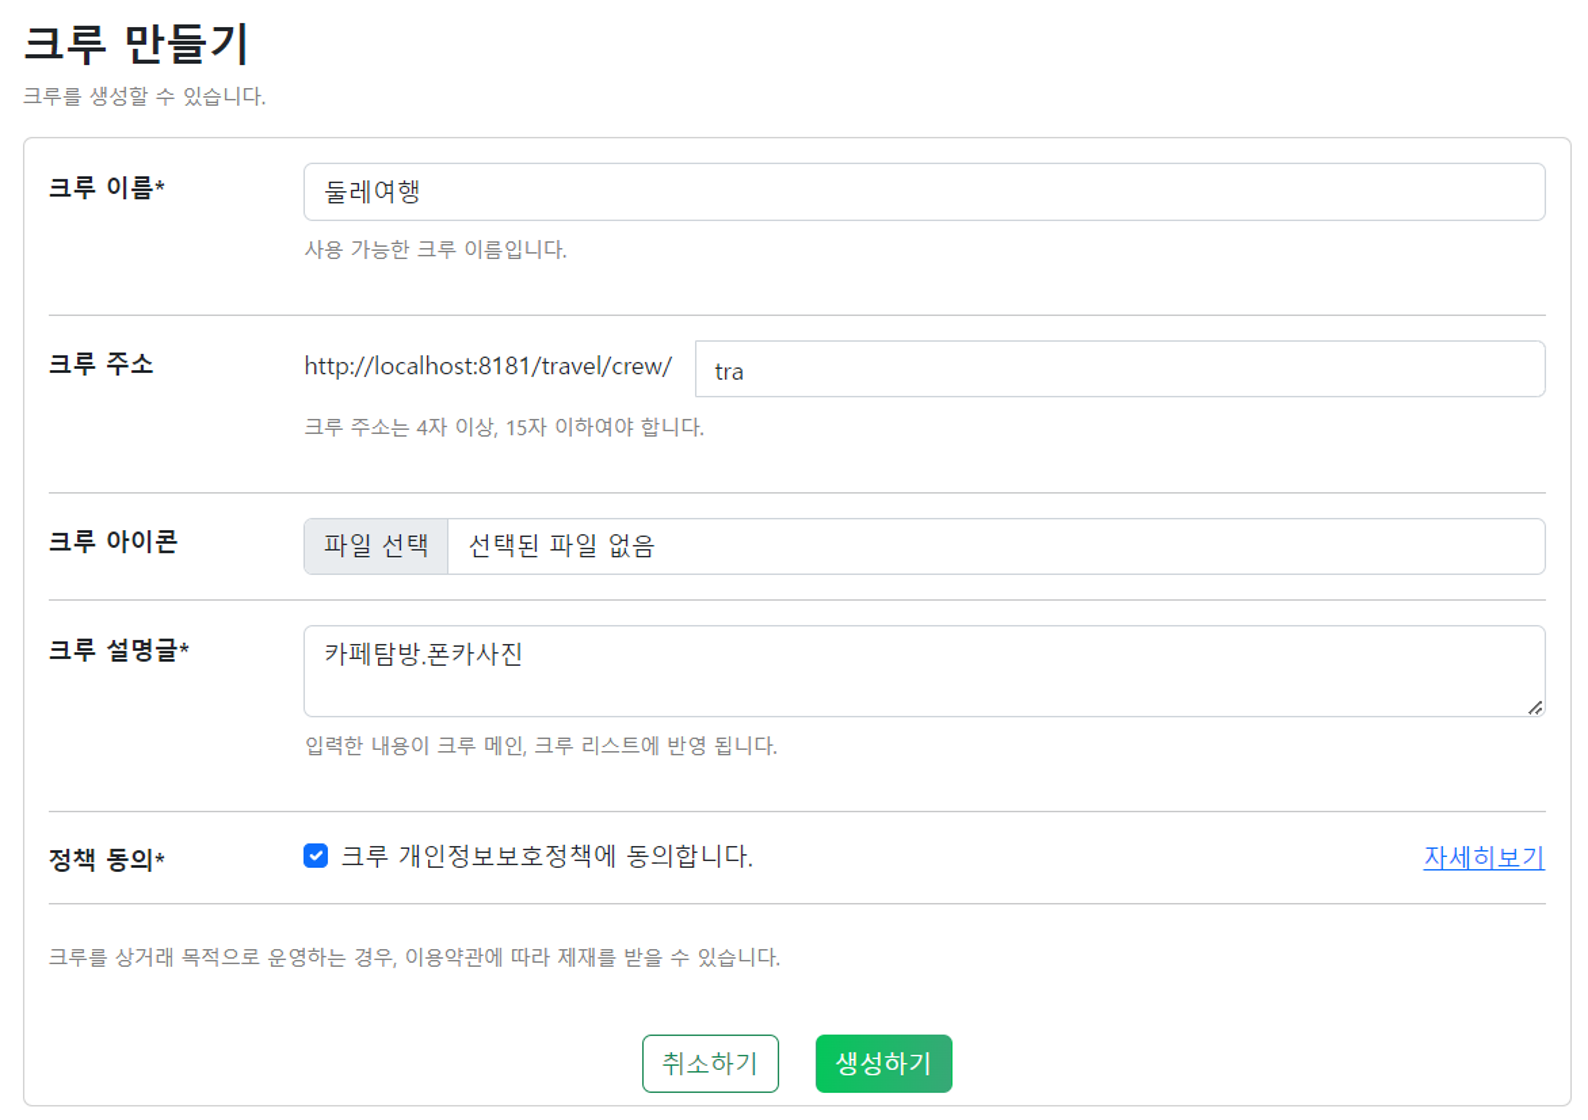 크루 만들기
크루를 생성할 수 있습니다.
크루 이름*
둘레여행
사용 가능한 크루 이름입니다.
크루 주소
http://localhost:8181/travel/crew/
tra
크루 주소는 4자 이상, 15자 이하여야 합니다.
크루 아이콘
파일 선택
선택된 파일 없음
크루 설명글*
카페탐방.폰카사진
입력한 내용이 크루 메인, 크루 리스트에 반영 됩니다.
정책 동의*
크루 개인정보보호정책에 동의합니다.
자세히보기
크루를 상거래 목적으로 운영하는 경우, 이용약관에 따라 제재를 받을 수 있습니다.
취소하기
생성하기